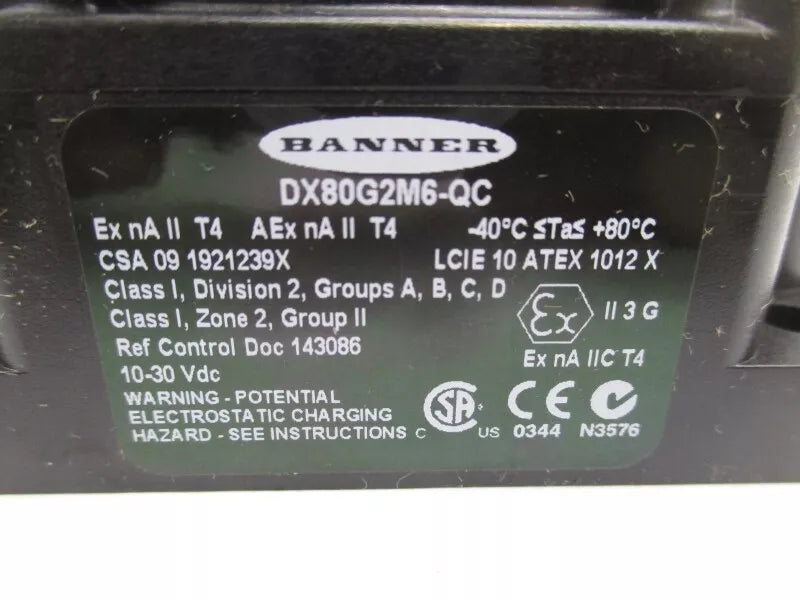 BANNER
DX80G2M6-QC
Ex nA II T4 AEx nA II T4 -40°C ≤Ta≤ +80°C
CSA 09 1921239X LCIE 10 ATEX 1012 X
Class I, Division 2, Groups A, B, C, D
Class I, Zone 2, Group II
Ex II 3 G
Ref Control Doc 143086
Ex nA IIC T4
10-30 Vdc
WARNING - POTENTIAL
ELECTROSTATIC CHARGING
HAZARD - SEE INSTRUCTIONS
C SA US
CE 0344
N3576